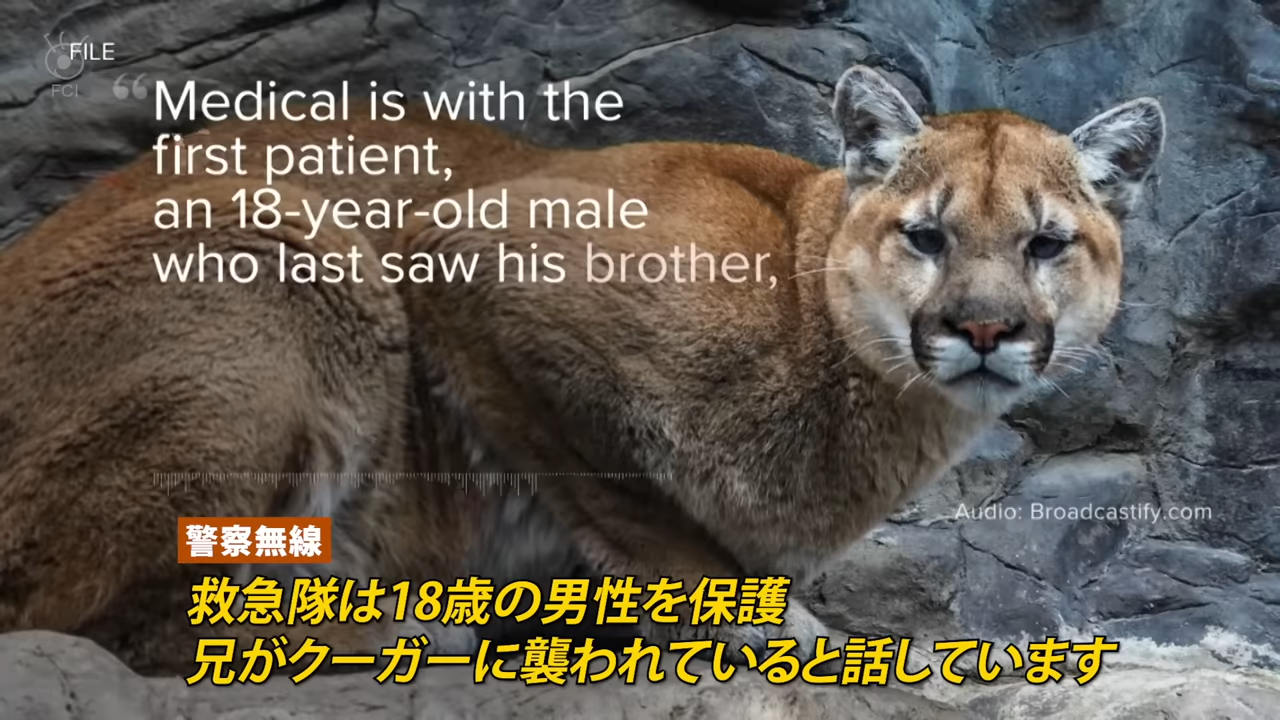 FILE
FCI
“Medical is with the
first patient,
an 18-year-old male
who last saw his brother,
Audio: Broadcastify.com
警察無線
救急隊は18歳の男性を保護
兄がクーガーに襲われていると話しています